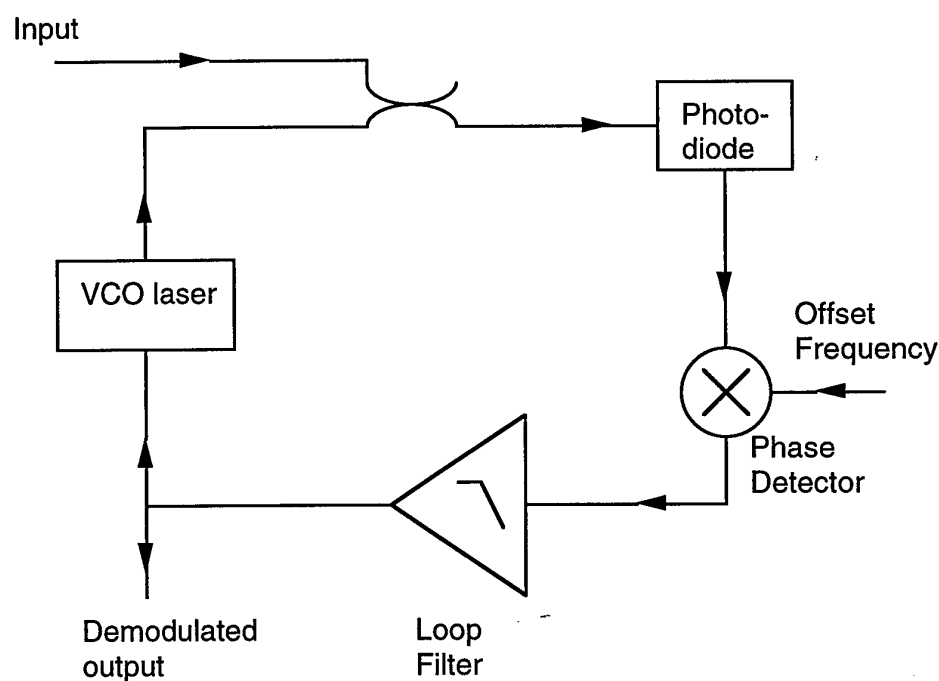 Input
Photo-
diode
VCO laser
Offset
Frequency
Phase
Detector
Demodulated
output
Loop
Filter